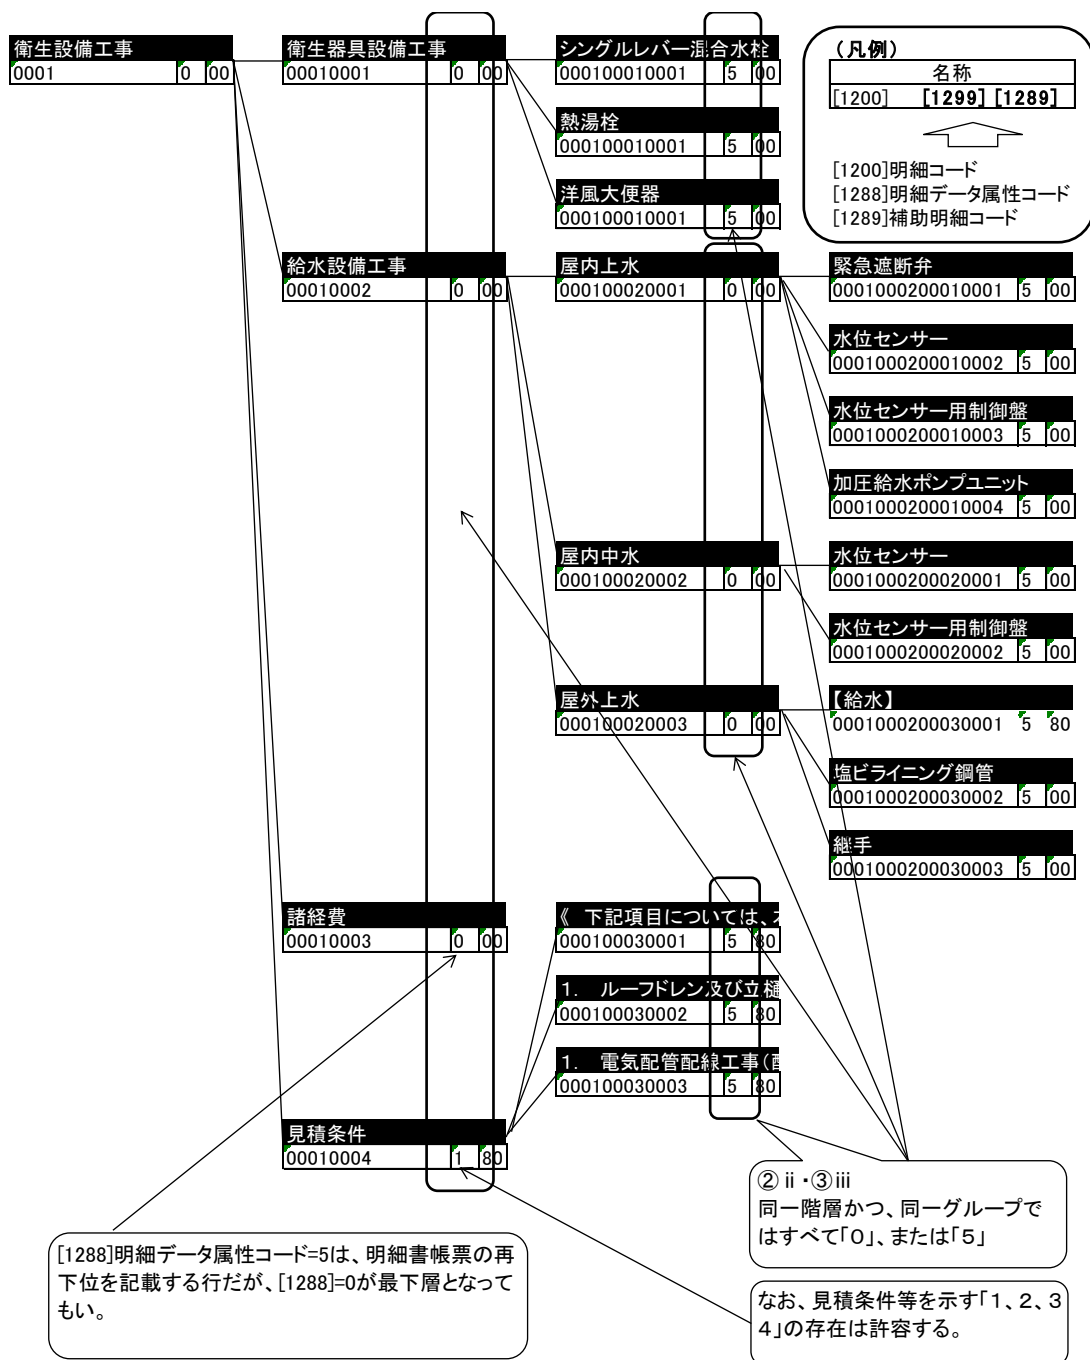 衛生設備工事
0001 0 00
衛生器具設備工事
00010001 0 00
シングルレバー混合水栓
000100010001 5 00
熱湯栓
000100010001 5 00
洋風大便器
000100010001 5 00
(凡例)
名称
[1200] [1299] [1289]
[1200]明細コード
[1288]明細データ属性コード
[1289]補助明細コード
給水設備工事
00010002 0 00
屋内上水
000100020001 0 00
緊急遮断弁
0001000200010001 5 00
水位センサー
0001000200010002 5 00
水位センサー用制御盤
0001000200010003 5 00
加圧給水ポンプユニット
0001000200010004 5 00
屋内中水
000100020002 0 00
水位センサー
0001000200020001 5 00
水位センサー用制御盤
0001000200020002 5 00
屋外上水
000100020003 0 00
【給水】
0001000200030001 5 80
塩ビライニング鋼管
0001000200030002 5 00
継手
0001000200030003 5 00
諸経費
00010003 0 00
《 下記項目については、
000100030001 5 80
1. ルーフドレン及び立樋
000100030002 5 80
1. 電気配管配線工事(
000100030003 5 80
見積条件
00010004 1 80
② ii ・③ iii
同一階層かつ、同一グループで
はすべて「0」、または「5」
[1288]明細データ属性コード=5は、明細書帳票の再
下位を記載する行だが、[1288]=0が最下層となって
もい。
なお、見積条件等を示す「1、2、3
4」の存在は許容する。